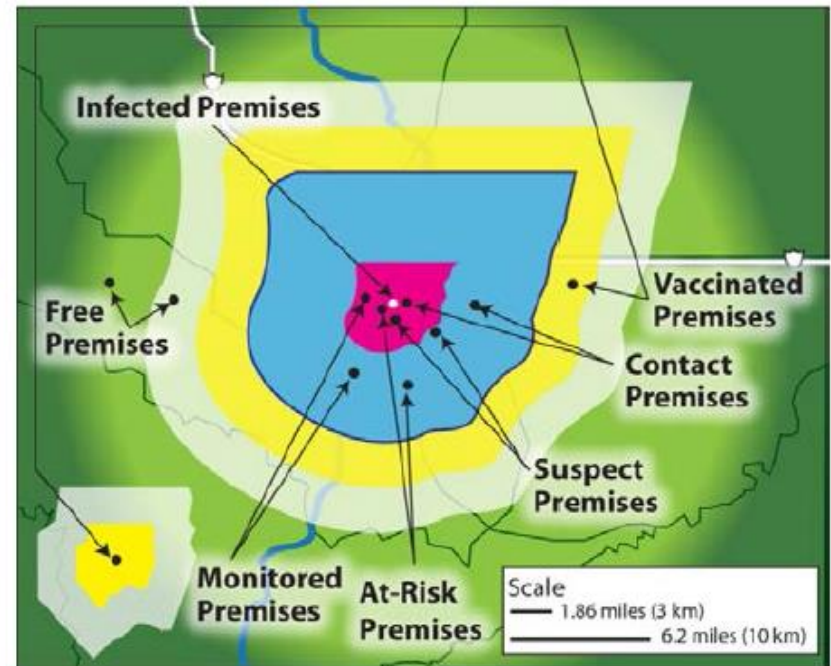 Infected Premises
Free
Premises
Vaccinated
Premises
Contact
Premises
Suspect
Premises
Monitored
Premises
At-Risk
Premises
Scale
1.86 miles (3 km)
6.2 miles (10 km)